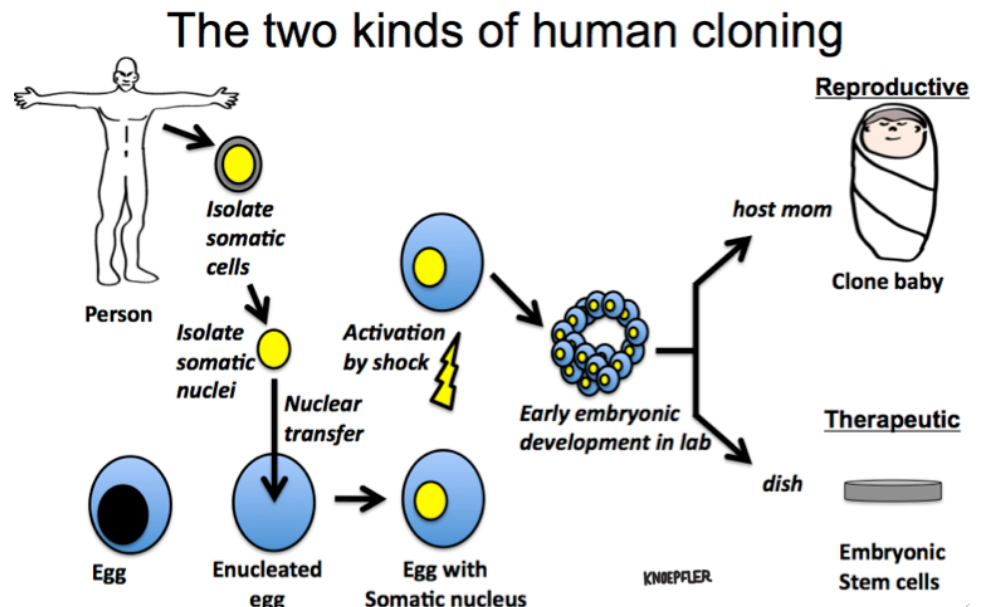 The two kinds of human cloning
Reproductive
Isolate
somatic
cells
host mom
Person
Clone baby
Isolate
somatic
nuclei
Activation
by shock
Nuclear
transfer
Early embryonic
development in lab
Therapeutic
dish
Egg
Enucleated
egg
Egg with
Somatic nucleus
KNOEPFLER
Embryonic
Stem cells